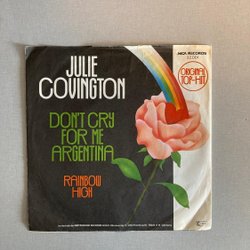 JULIE
COVINGTON
MCA RECORDS
ORIGINAL
TOP-HIT
DON'T CRY
FOR ME
ARGENTINA
RAINBOW
HIGH